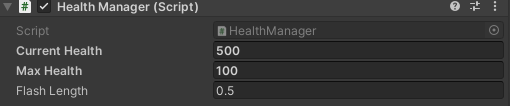 # Health Manager (Script)
Script # HealthManager
Current Health 500
Max Health 100
Flash Length 0.5